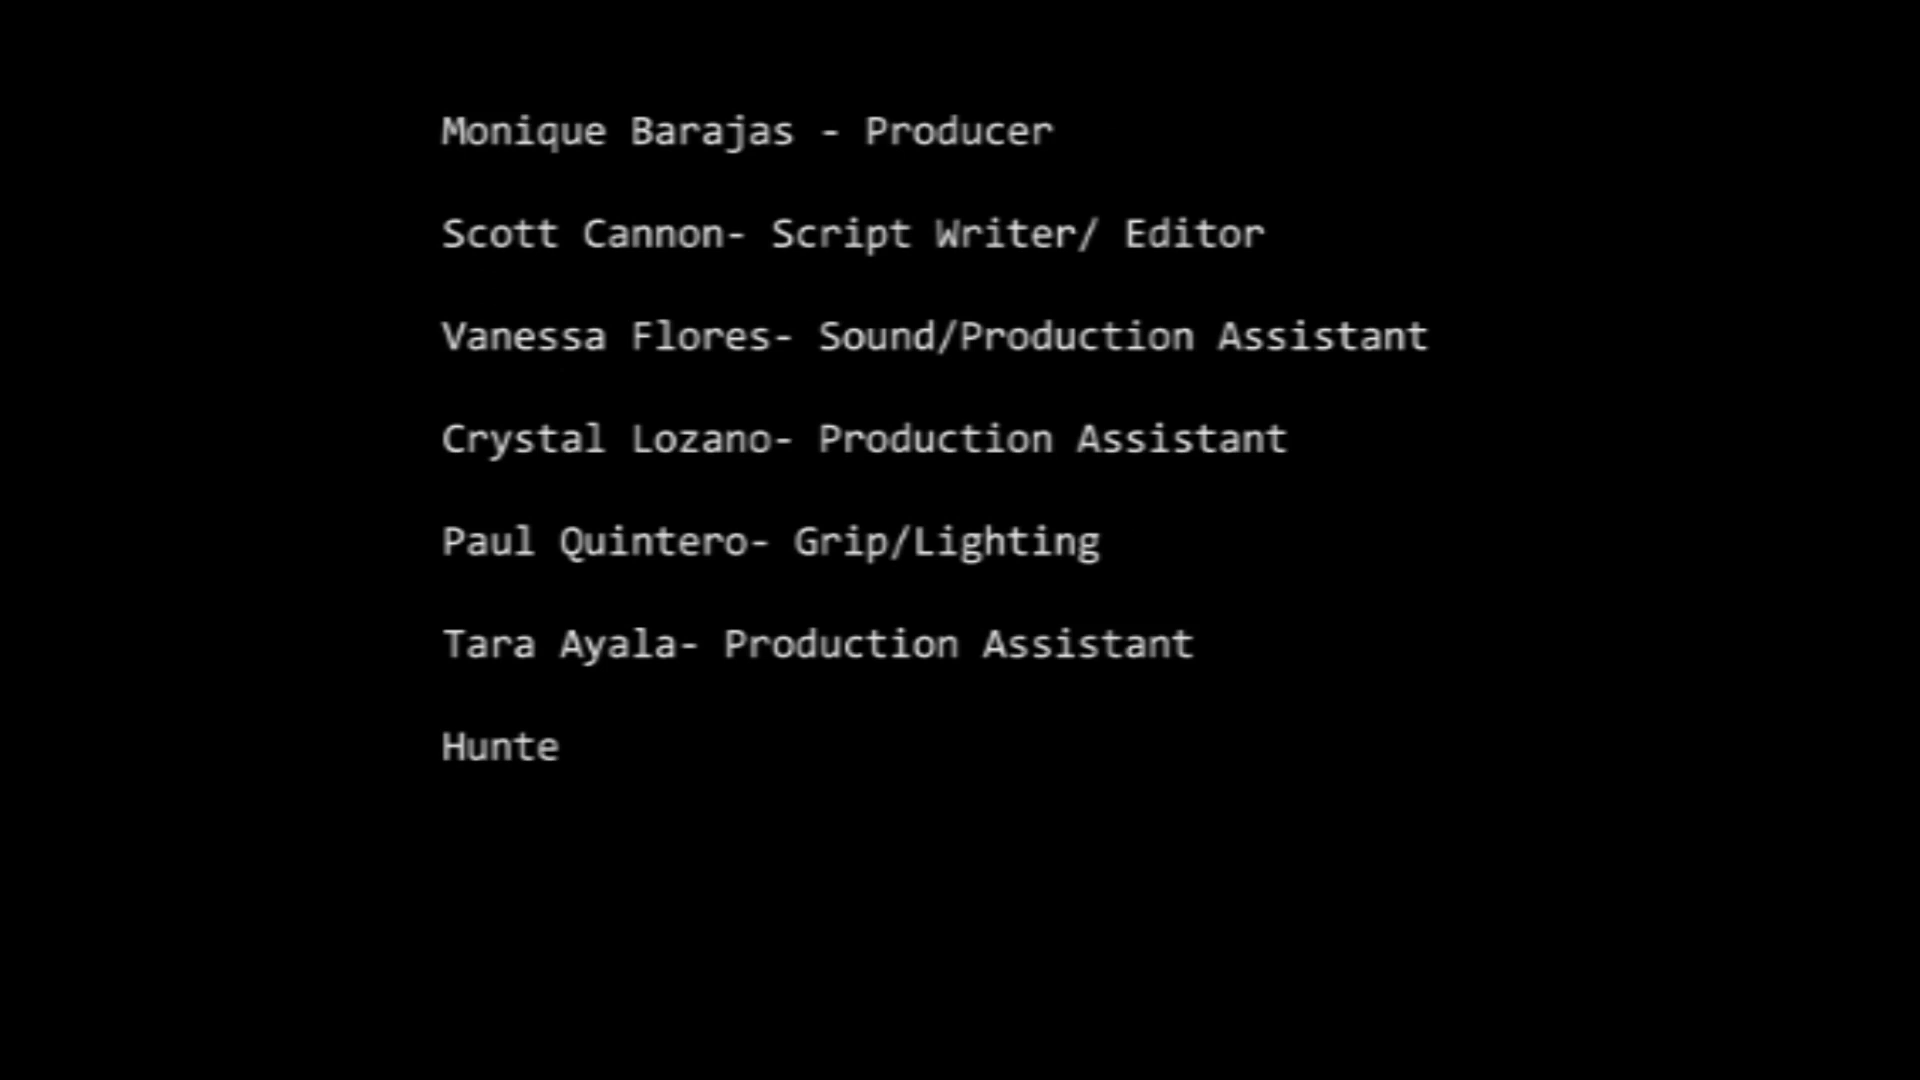 Monique Barajas - Producer
Scott Cannon- Script Writer/ Editor
Vanessa Flores- Sound/Production Assistant
Crystal Lozano- Production Assistant
Paul Quintero- Grip/Lighting
Tara Ayala- Production Assistant
Hunte